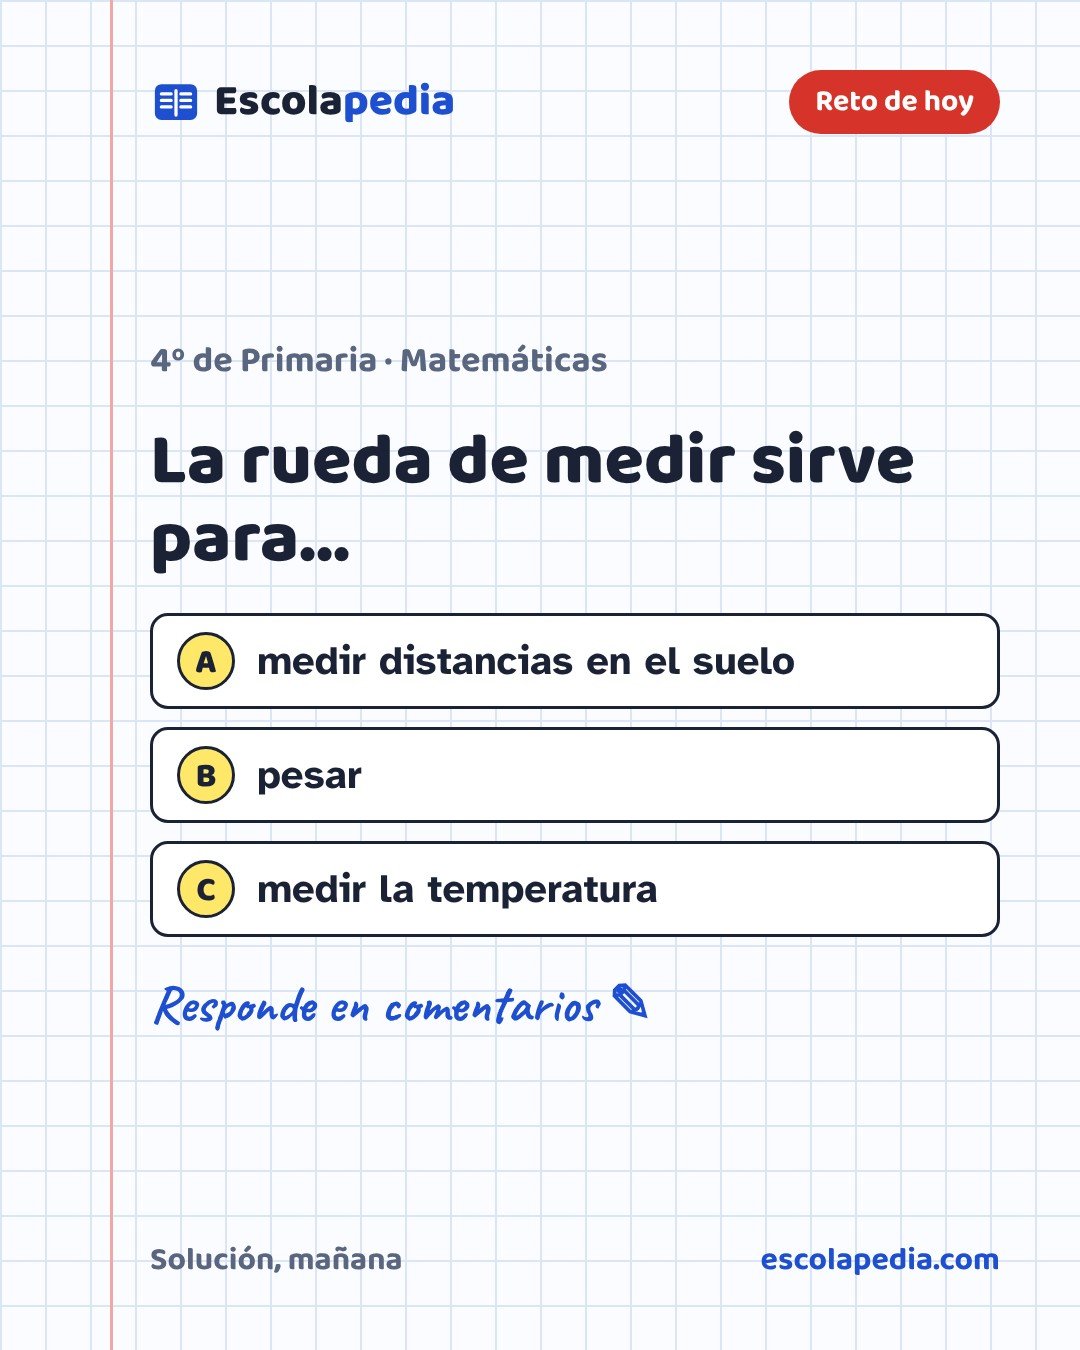 Escolapedia
Reto de hoy
4º de Primaria · Matemáticas
La rueda de medir sirve
para...
A medir distancias en el suelo
B pesar
C medir la temperatura
Responde en comentarios ✎
Solución, mañana
escolapedia.com